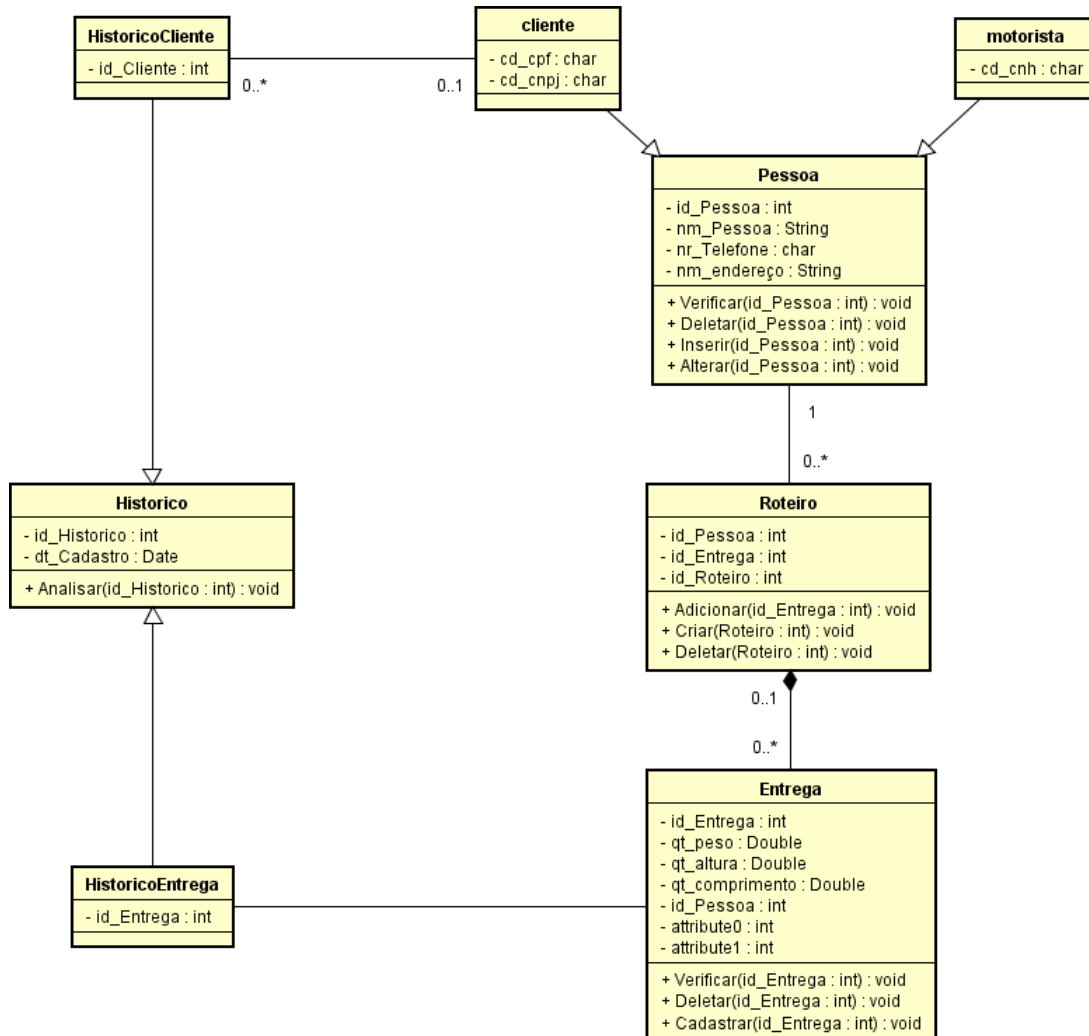 HistoricoCliente
- id_Cliente : int
0..*
0..1
cliente
- cd_cpf : char
- cd_cnpj : char
motorista
- cd_cnh : char
Pessoa
- id_Pessoa : int
- nm_Pessoa : String
- nr_Telefone : char
- nm_endereço : String
+ Verificar(id_Pessoa : int) : void
+ Deletar(id_Pessoa : int) : void
+ Inserir(id_Pessoa : int) : void
+ Alterar(id_Pessoa : int) : void
1
0..*
Historico
- id_Historico : int
- dt_Cadastro : Date
+ Analisar(id_Historico : int) : void
Roteiro
- id_Pessoa : int
- id_Entrega : int
- id_Roteiro : int
+ Adicionar(id_Entrega : int) : void
+ Criar(Roteiro : int) : void
+ Deletar(Roteiro : int) : void
0..1
0..*
HistoricoEntrega
- id_Entrega : int
Entrega
- id_Entrega : int
- qt_peso : Double
- qt_altura : Double
- qt_comprimento : Double
- id_Pessoa : int
- attribute0 : int
- attribute1 : int
+ Verificar(id_Entrega : int) : void
+ Deletar(id_Entrega : int) : void
+ Cadastrar(id_Entrega : int) : void